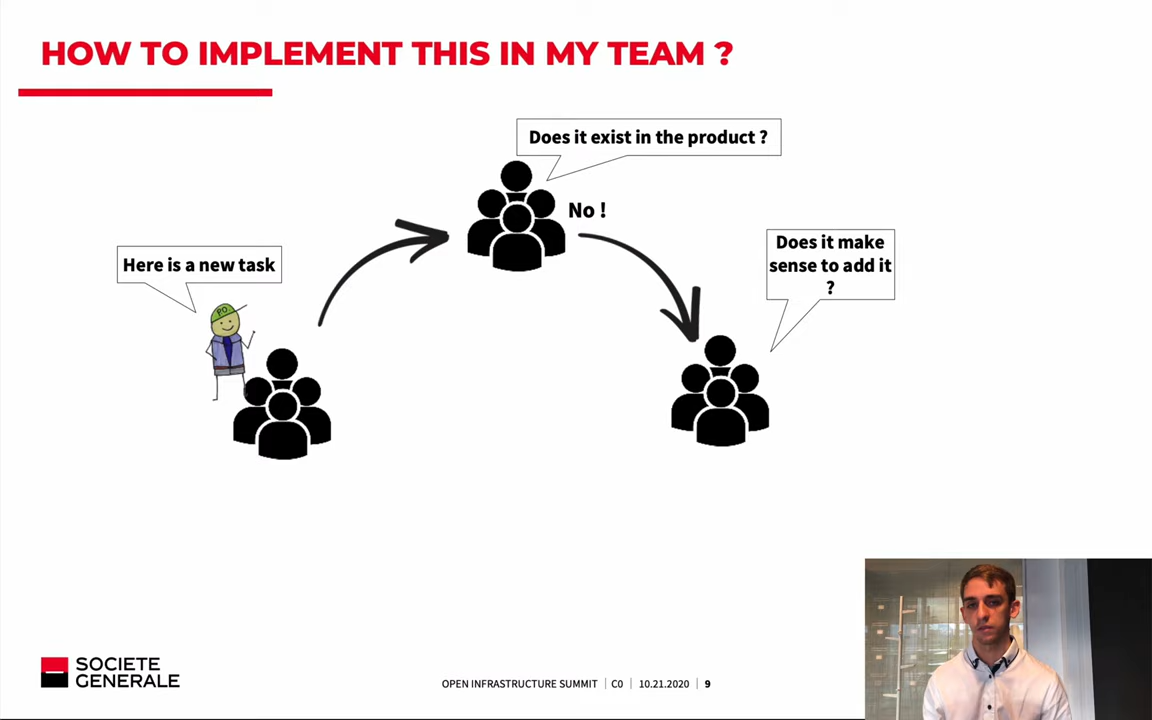 HOW TO IMPLEMENT THIS IN MY TEAM ?
Does it exist in the product ?
No !
Does it make
sense to add it
?
Here is a new task
PO
SOCIETE
GENERALE
OPEN INFRASTRUCTURE SUMMIT | C0 | 10.21.2020 | 9